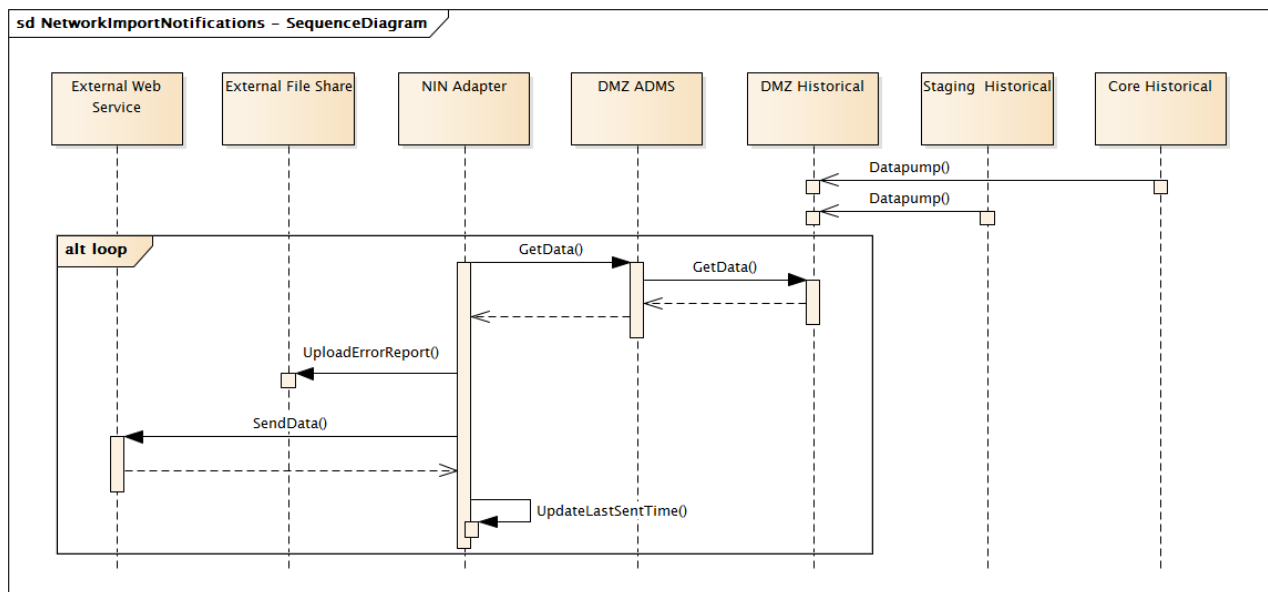 sd NetworkImportNotifications – SequenceDiagram
External Web
Service
External File Share
NIN Adapter
DMZ ADMS
DMZ Historical
Staging  Historical
Core Historical
Datapump()
Datapump()
alt loop
GetData()
GetData()
UploadErrorReport()
SendData()
UpdateLastSentTime()